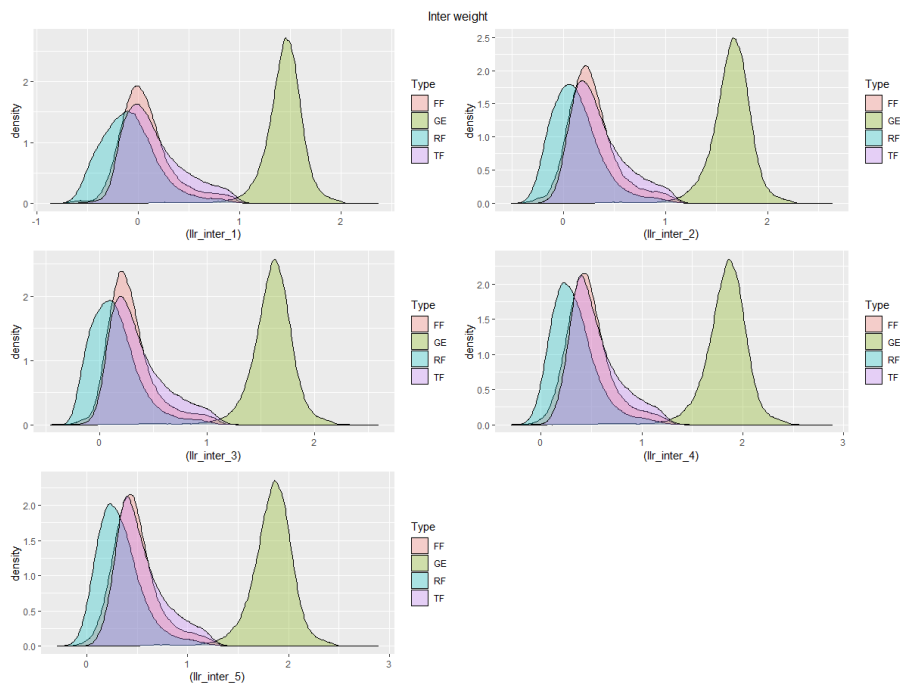 Inter weight
density
2
1
0
-1 0 1 2
(llr_inter_1)
Type
FF
GE
RF
TF
density
2.5
2.0
1.5
1.0
0.5
0.0
0 1 2
(llr_inter_2)
Type
FF
GE
RF
TF
density
2
1
0
0 1 2
(llr_inter_3)
Type
FF
GE
RF
TF
density
2.0
1.5
1.0
0.5
0.0
0 1 2 3
(llr_inter_4)
Type
FF
GE
RF
TF
density
2.0
1.5
1.0
0.5
0.0
0 1 2 3
(llr_inter_5)
Type
FF
GE
RF
TF